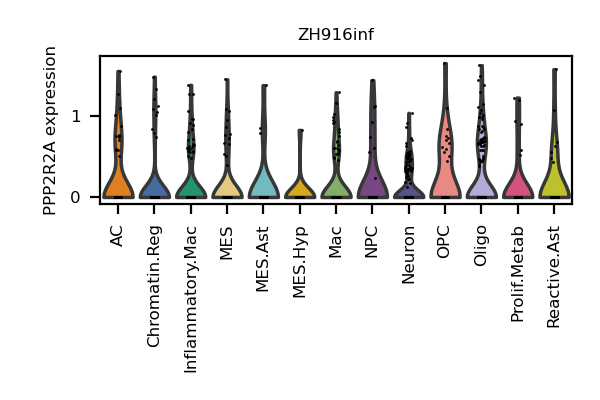 ZH916inf
PPP2R2A expression
1
0
AC
Chromatin.Reg
Inflammatory.Mac
MES
MES.Ast
MES.Hyp
Mac
NPC
Neuron
OPC
Oligo
Prolif.Metab
Reactive.Ast